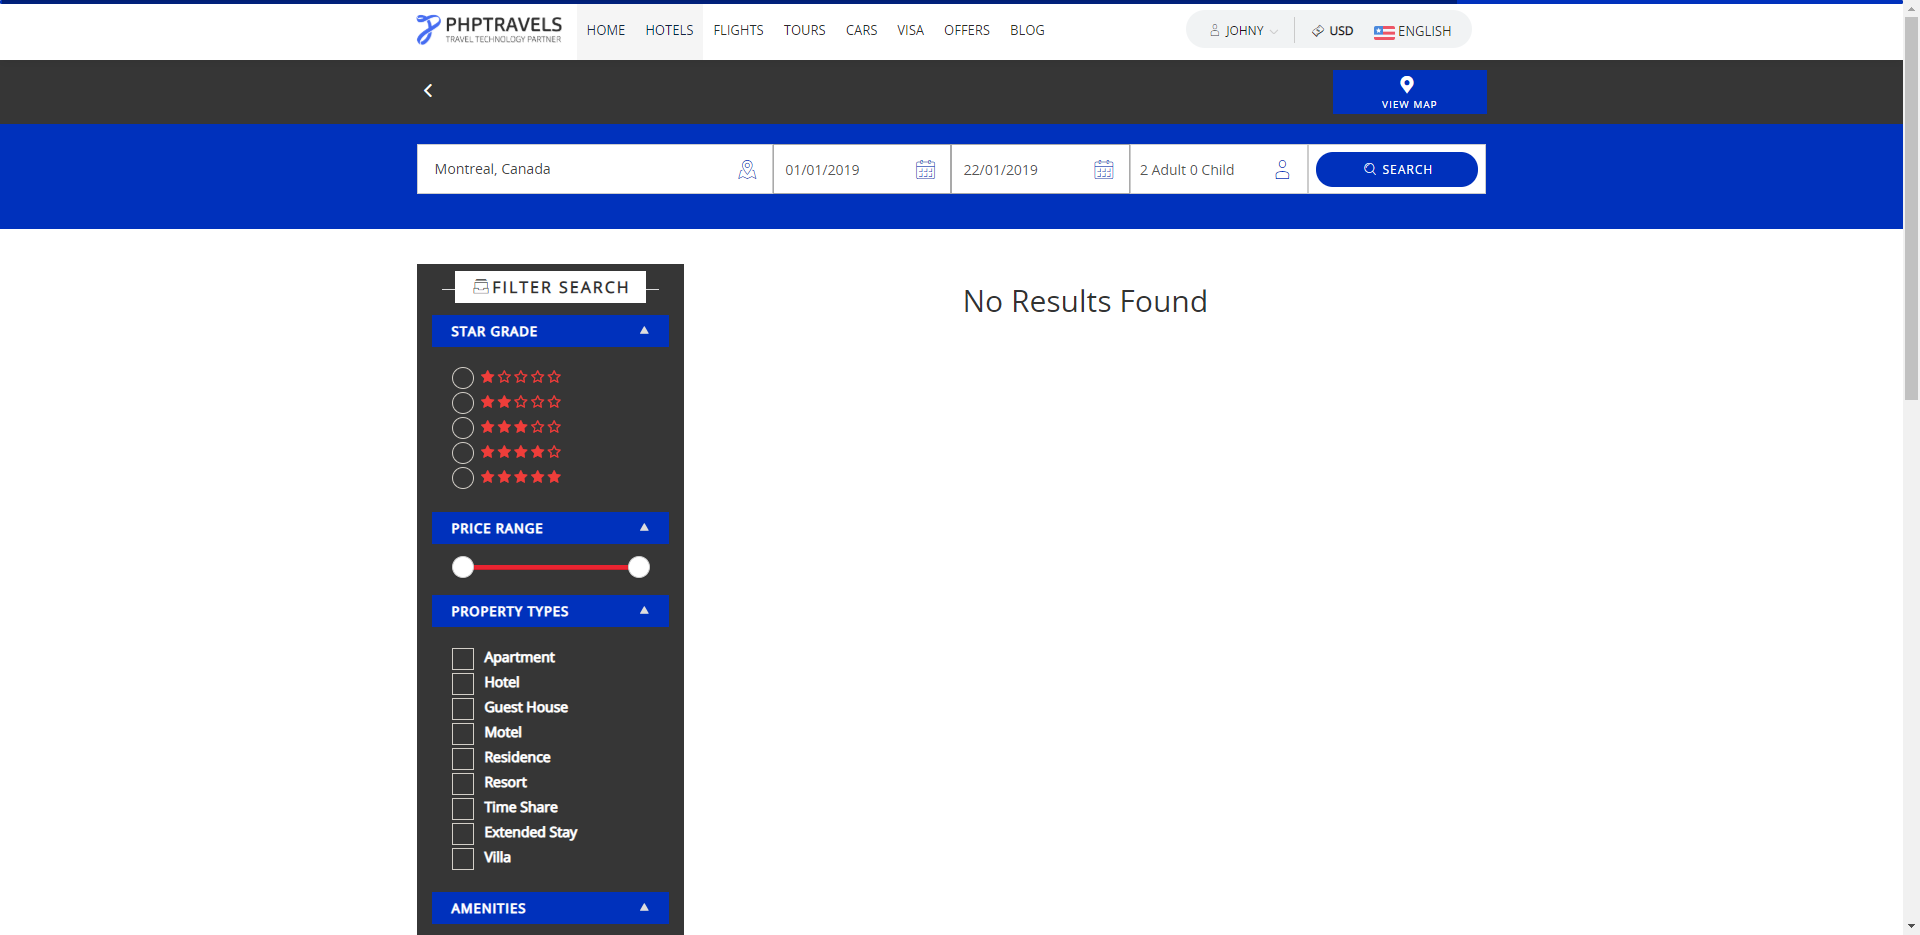 PHPTRAVELS
TRAVEL TECHNOLOGY PARTNER
HOME HOTELS FLIGHTS TOURS CARS VISA OFFERS BLOG
JOHNY USD ENGLISH
VIEW MAP
Montreal, Canada 01/01/2019 22/01/2019 2 Adult 0 Child SEARCH
FILTER SEARCH
No Results Found
STAR GRADE
PRICE RANGE
PROPERTY TYPES
Apartment
Hotel
Guest House
Motel
Residence
Resort
Time Share
Extended Stay
Villa
AMENITIES